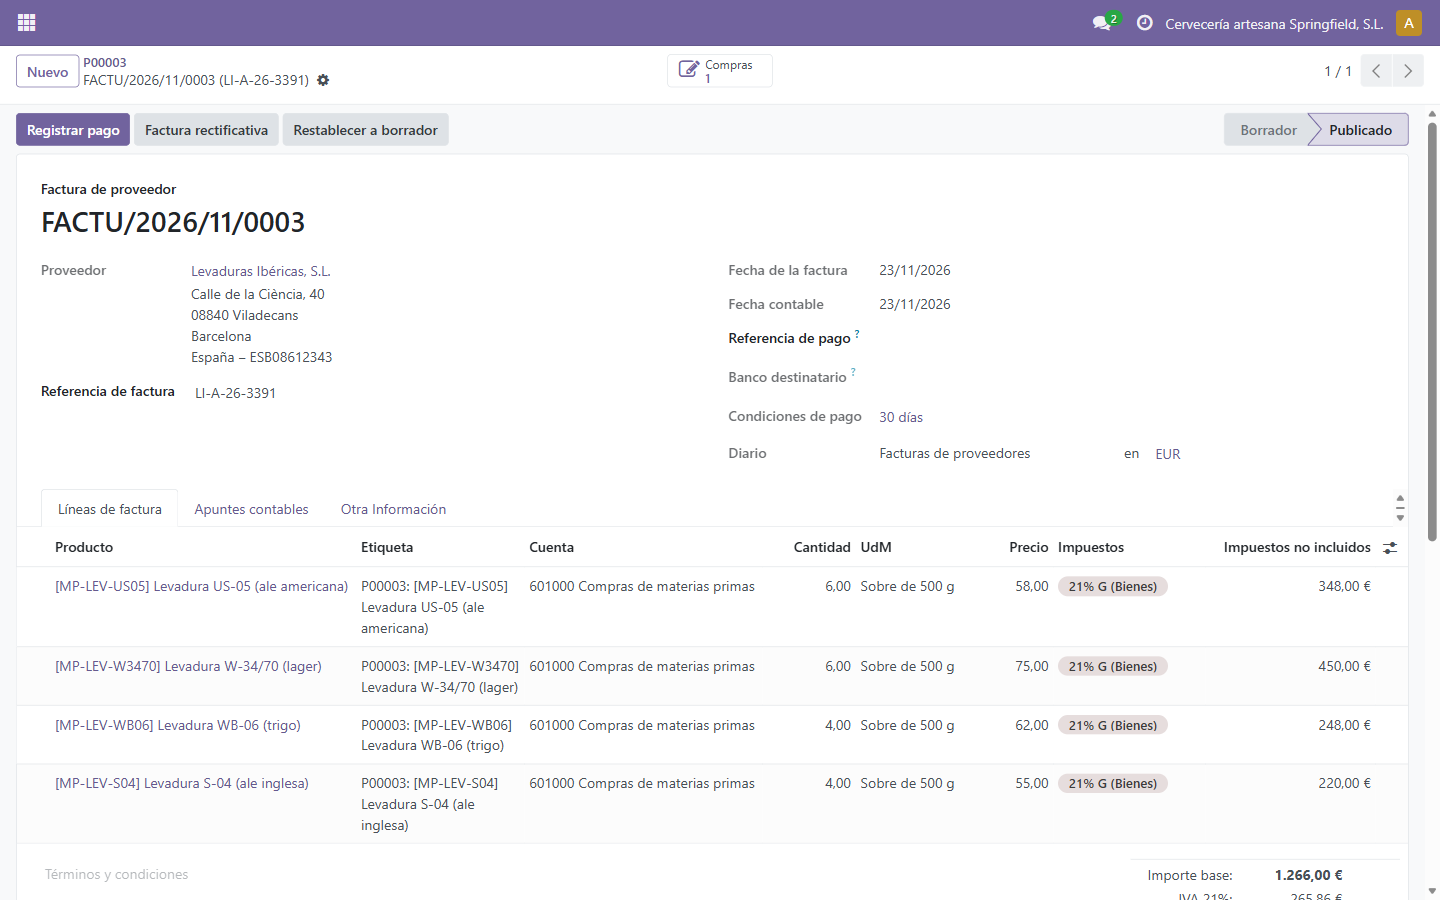 2
Cervecería artesana Springfield, S.L.
A
Nuevo
P00003
FACTU/2026/11/0003 (LI-A-26-3391)
Compras
1
1 / 1
Registrar pago
Factura rectificativa
Restablecer a borrador
Borrador
Publicado
Factura de proveedor
FACTU/2026/11/0003
Proveedor
Levaduras Ibéricas, S.L.
Calle de la Ciència, 40
08840 Viladecans
Barcelona
España – ESB08612343
Referencia de factura LI-A-26-3391
Fecha de la factura 23/11/2026
Fecha contable 23/11/2026
Referencia de pago ?
Banco destinatario ?
Condiciones de pago 30 días
Diario Facturas de proveedores en EUR
Líneas de factura Apuntes contables Otra Información
Producto Etiqueta Cuenta Cantidad UdM Precio Impuestos Impuestos no incluidos
[MP-LEV-US05] Levadura US-05 (ale americana) P00003: [MP-LEV-US05] 601000 Compras de materias primas 6,00 Sobre de 500 g 58,00 21% G (Bienes) 348,00 €
Levadura US-05 (ale
americana)
[MP-LEV-W3470] Levadura W-34/70 (lager) P00003: [MP-LEV-W3470] 601000 Compras de materias primas 6,00 Sobre de 500 g 75,00 21% G (Bienes) 450,00 €
Levadura W-34/70 (lager)
[MP-LEV-WB06] Levadura WB-06 (trigo) P00003: [MP-LEV-WB06] 601000 Compras de materias primas 4,00 Sobre de 500 g 62,00 21% G (Bienes) 248,00 €
Levadura WB-06 (trigo)
[MP-LEV-S04] Levadura S-04 (ale inglesa) P00003: [MP-LEV-S04] 601000 Compras de materias primas 4,00 Sobre de 500 g 55,00 21% G (Bienes) 220,00 €
Levadura S-04 (ale
inglesa)
Términos y condiciones
Importe base: 1.266,00 €
IVA 21%: 265,86 €